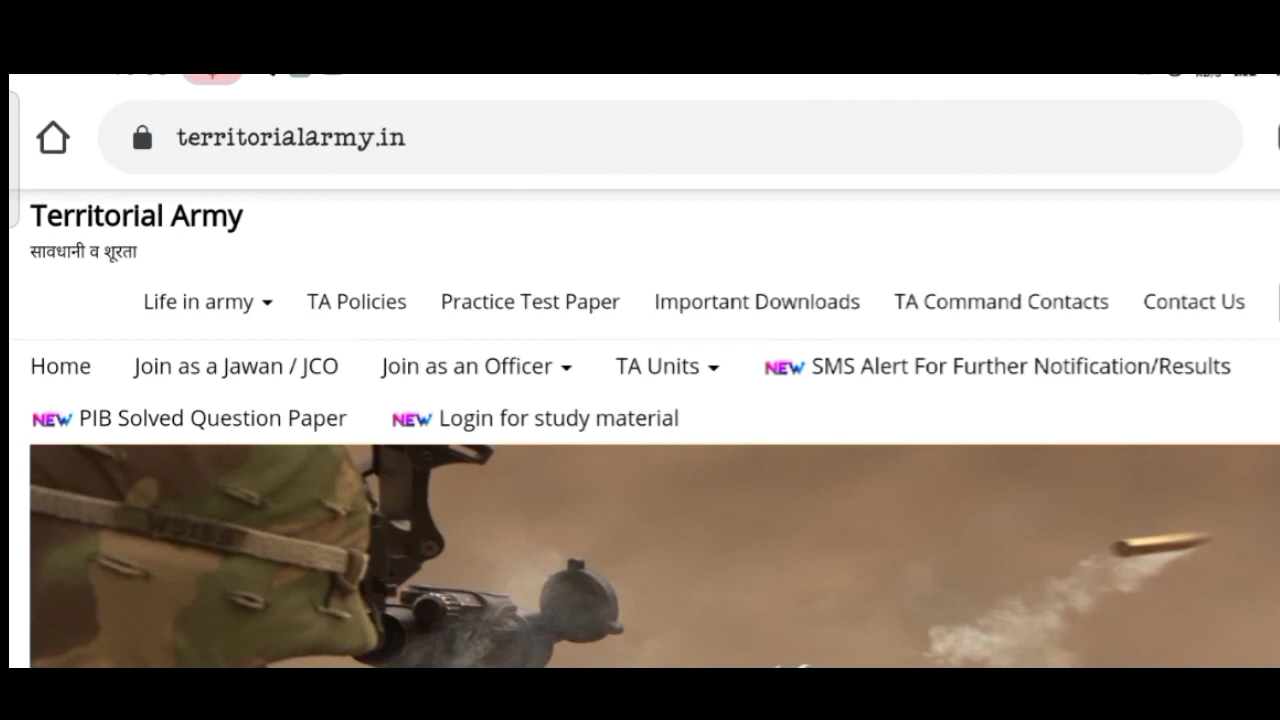 territorialarmy.in
Territorial Army
सावधानी व शूरता
Life in army TA Policies Practice Test Paper Important Downloads TA Command Contacts Contact Us
Home Join as a Jawan / JCO Join as an Officer TA Units NEW SMS Alert For Further Notification/Results
NEW PIB Solved Question Paper NEW Login for study material